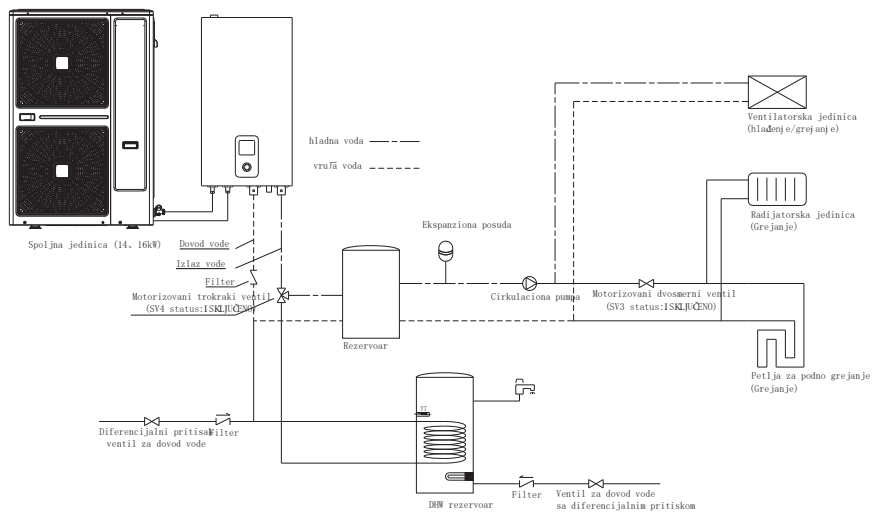 hladna voda
Ventilatorska jedinica
(hlađenje/grejanje)
Radijatorska jedinica
(Grejanje)
Ekspanziona posuda
Spoljna jedinica (14、16kW)
Dovod vode
Izlaz vode
Filter
Motorizovani trokraki ventil
(SV4 status:ISKLJUČENO)
Rezervoar
Cirkulaciona pumpa
Motorizovani dvosmerni ventil
(SV3 status:ISKLJUČENO)
Petlja za podno grejanje
(Grejanje)
T7
Diferencijalni pritisak
ventil za dovod vode
Filter
DHW rezervoar
Filter
Ventil za dovod vode
sa diferencijalnim pritiskom
voda